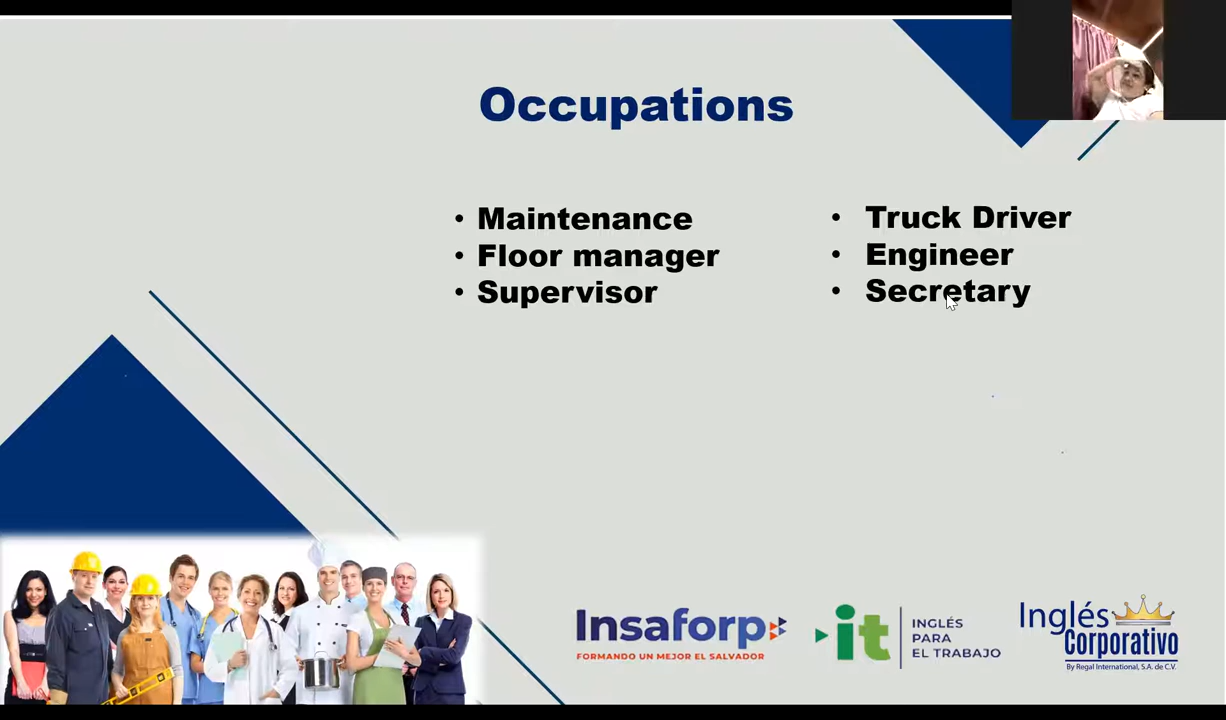 Occupations
• Maintenance
• Floor manager
• Supervisor
• Truck Driver
• Engineer
• Secretary
Insaforp
FORMANDO UN MEJOR EL SALVADOR
it
INGLÉS
PARA
EL TRABAJO
Inglés
Corporativo
By Regal International, S.A. de C.V.